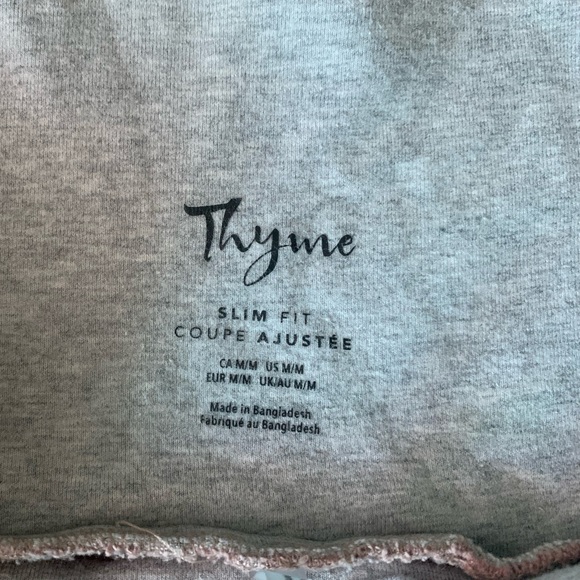 Thyme
SLIM FIT
COUPE AJUSTÉE
CA M/M US M/M
EUR M/M UK/AU M/M
Made in Bangladesh
Fabriqué au Bangladesh